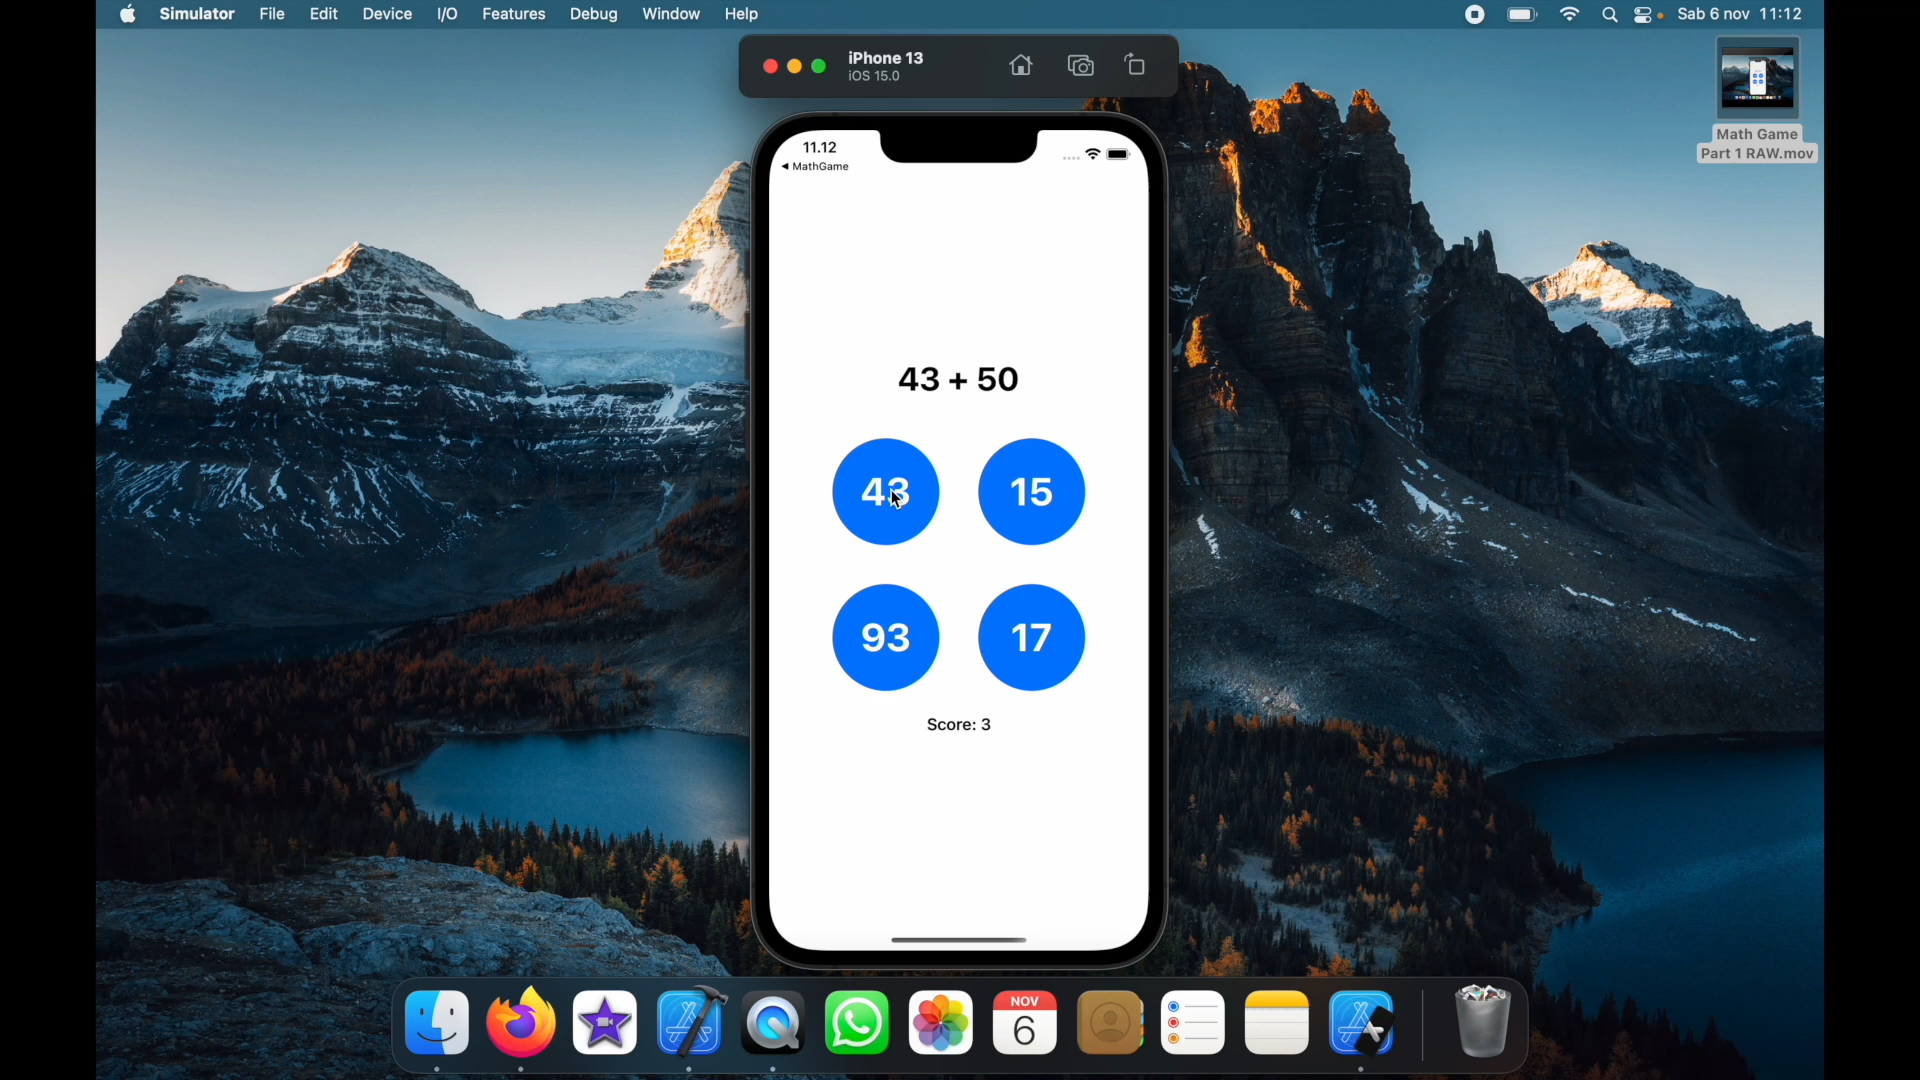 Simulator File Edit Device I/O Features Debug Window Help
Sab 6 nov 11:12
iPhone 13
iOS 15.0
Math Game
Part 1 RAW.mov
11.12
◀ MathGame
43 + 50
43 15
93 17
Score: 3
NOV
6